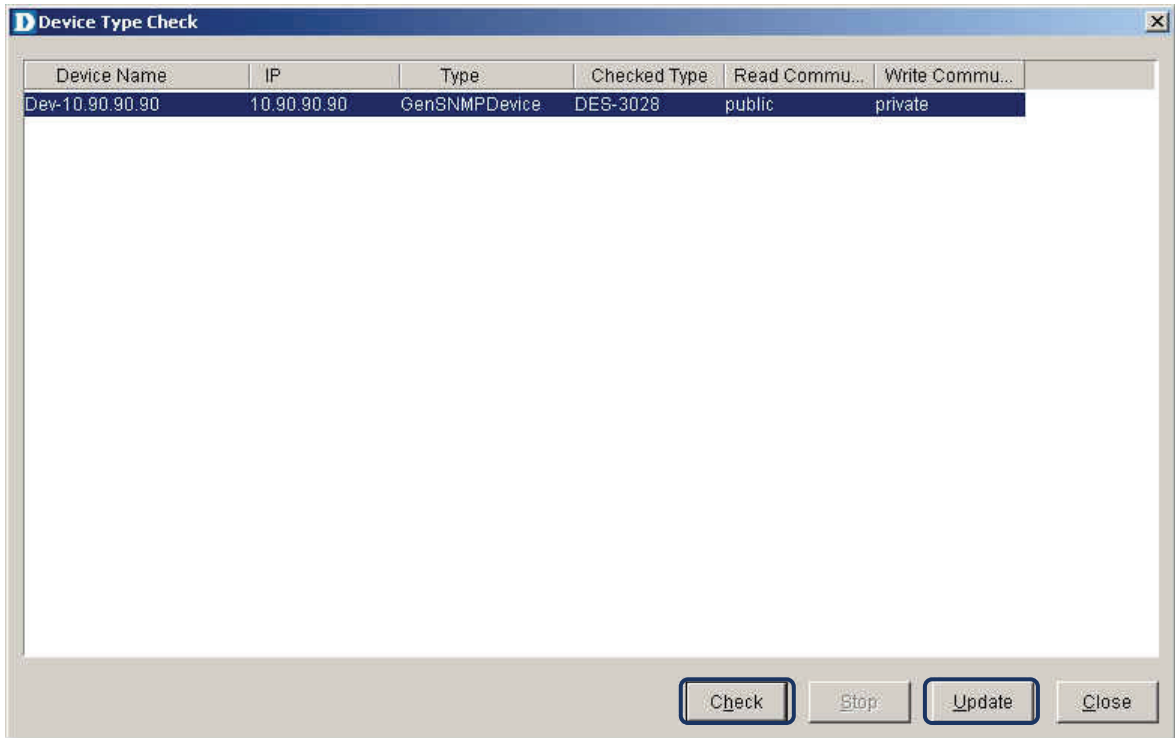 D Device Type Check
Device Name IP Type Checked Type Read Commu... Write Commu...
Dev-10.90.90.90 10.90.90.90 GenSNMPDevice DES-3028 public private
Check Stop Update Close